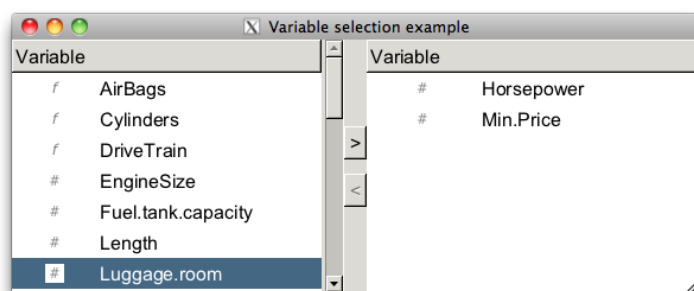 Variable selection example
Variable
f AirBags
f Cylinders
f DriveTrain
# EngineSize
# Fuel.tank.capacity
# Length
# Luggage.room
>
<
Variable
# Horsepower
# Min.Price